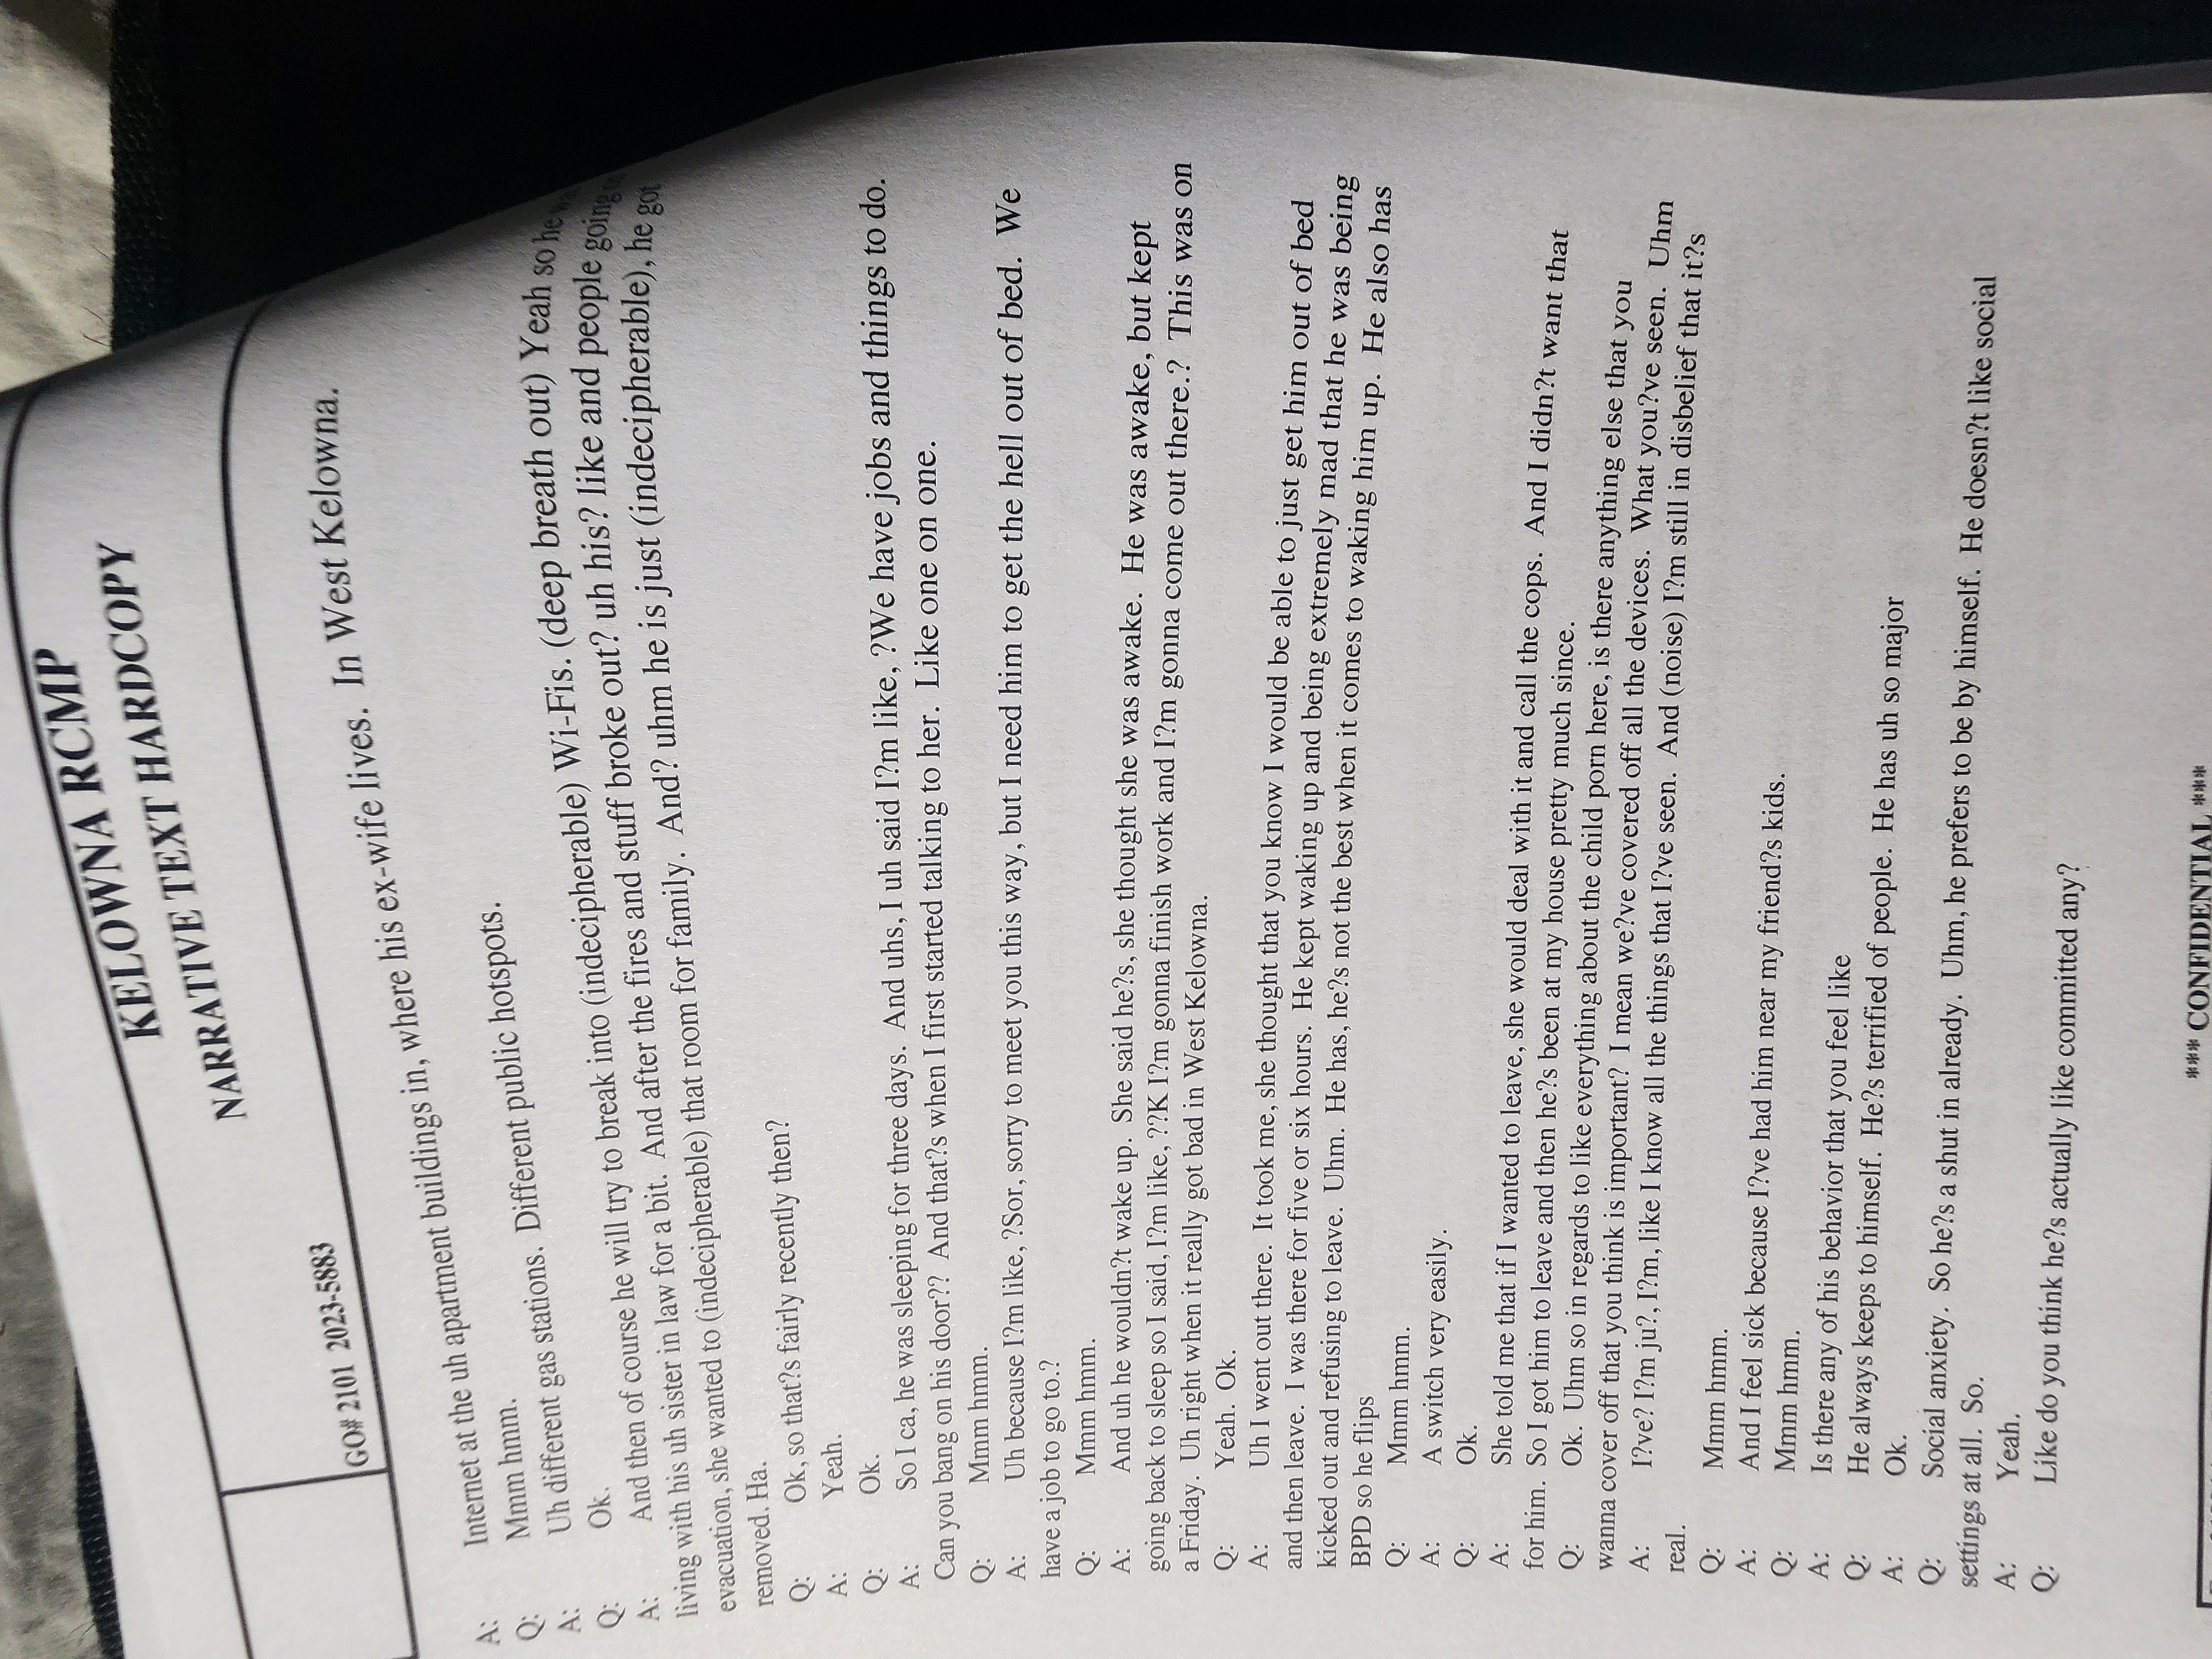 KELOWNA RCMP
NARRATIVE TEXT HARDCOPY
GO# 2101 2023-5883
A: Internet at the uh apartment buildings in, where his ex-wife lives. In West Kelowna.
Q: Mmm hmm.
A: Uh different gas stations. Different public hotspots.
Q: Ok.
A: And then of course he will try to break into (indecipherable) Wi-Fis. (deep breath out) Yeah so he
living with his uh sister in law for a bit. And after the fires and stuff broke out? uh his? like and people going
evacuation, she wanted to (indecipherable) that room for family. And? uhm he is just (indecipherable), he got
removed. Ha.
Q: Ok, so that?s fairly recently then?
A: Yeah.
Q: Ok.
A: So I ca, he was sleeping for three days. And uhs, I uh said I?m like, ?We have jobs and things to do.
Can you bang on his door?? And that?s when I first started talking to her. Like one on one.
Q: Mmm hmm.
A: Uh because I?m like, ?Sor, sorry to meet you this way, but I need him to get the hell out of bed. We
have a job to go to.?
Q: Mmm hmm.
A: And uh he wouldn?t wake up. She said he?s, she thought she was awake. He was awake, but kept
going back to sleep so I said, I?m like, ??K I?m gonna finish work and I?m gonna come out there.? This was on
a Friday. Uh right when it really got bad in West Kelowna.
Q: Yeah. Ok.
A: Uh I went out there. It took me, she thought that you know I would be able to just get him out of bed
and then leave. I was there for five or six hours. He kept waking up and being extremely mad that he was being
kicked out and refusing to leave. Uhm. He has, he?s not the best when it comes to waking him up. He also has
BPD so he flips
Q: Mmm hmm.
A: A switch very easily.
Q: Ok.
A: She told me that if I wanted to leave, she would deal with it and call the cops. And I didn?t want that
for him. So I got him to leave and then he?s been at my house pretty much since.
Q: Ok. Uhm so in regards to like everything about the child porn here, is there anything else that you
wanna cover off that you think is important? I mean we?ve covered off all the devices. What you?ve seen. Uhm
A: I?ve? I?m ju?, I?m, like I know all the things that I?ve seen. And (noise) I?m still in disbelief that it?s
real.
Q: Mmm hmm.
A: And I feel sick because I?ve had him near my friend?s kids.
Q: Mmm hmm.
A: Is there any of his behavior that you feel like
Q: He always keeps to himself. He?s terrified of people. He has uh so major
A: Ok.
Q: Social anxiety. So he?s a shut in already. Uhm, he prefers to be by himself. He doesn?t like social
settings at all. So.
A: Yeah.
Q: Like do you think he?s actually like committed any?
*** CONFIDENTIAL ***